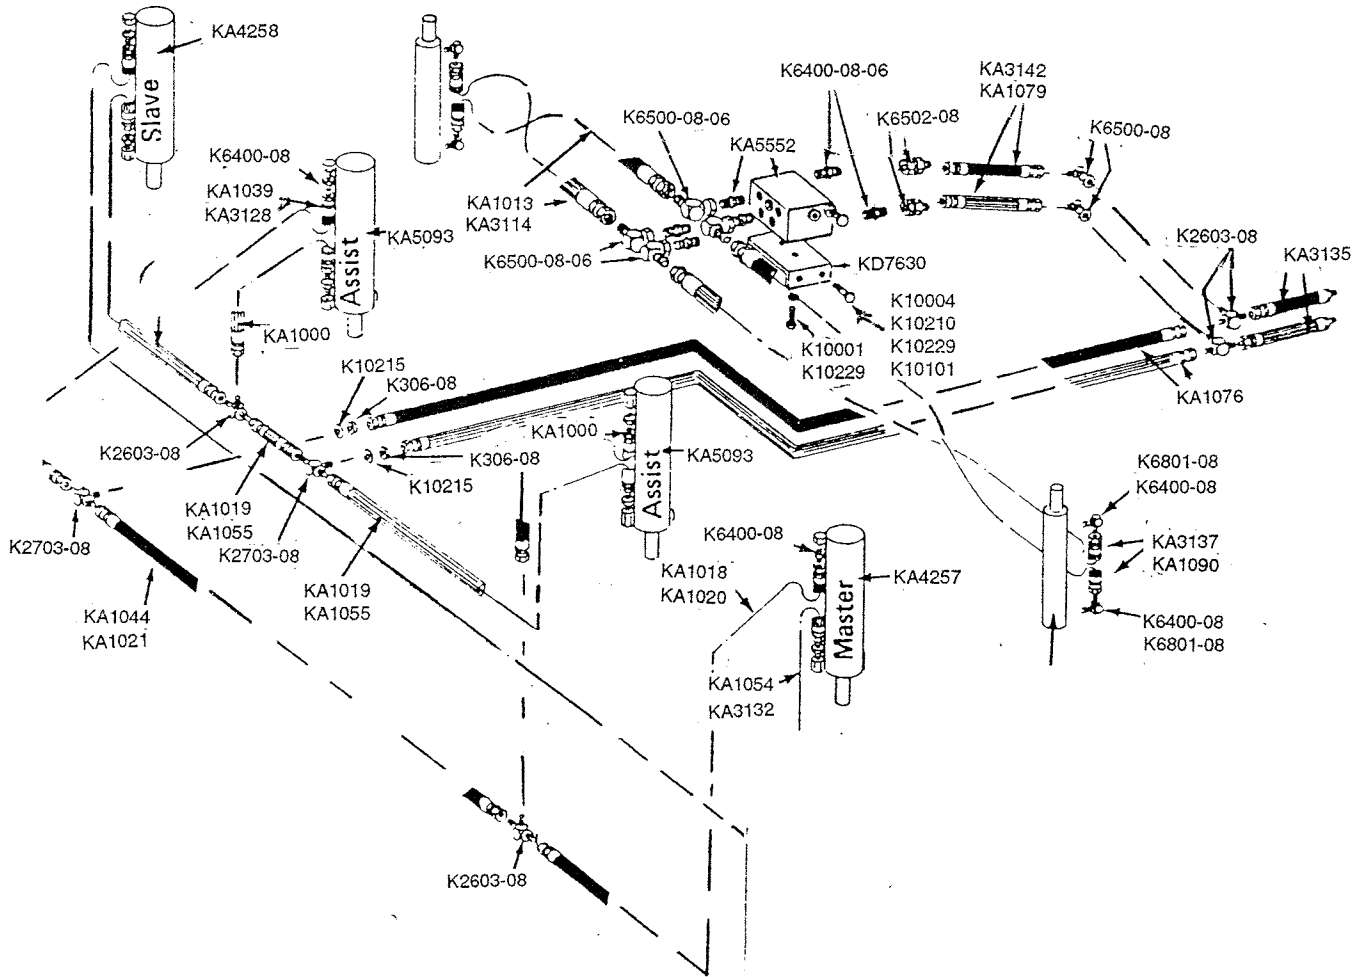 KA4258
Slave
K6400-08
KA1039
KA3128
KA5093
Assist
KA1000
KA1013
KA3114
K6500-08-06
KA5552
K6400-08-06
K6502-08
KA3142
KA1079
K6500-08
K6500-08-06
KD7630
K2603-08
KA3135
K10004
K10210
K10229
K10101
K10001
K10229
K10215
K306-08
KA1076
K2603-08
KA1000
KA5093
Assist
K306-08
K10215
K6801-08
K6400-08
K2703-08
KA1019
KA1055
K2703-08
K6400-08
KA3137
KA1090
KA1018
KA1020
KA4257
Master
KA1019
KA1055
KA1044
KA1021
K6400-08
K6801-08
KA1054
KA3132
K2603-08